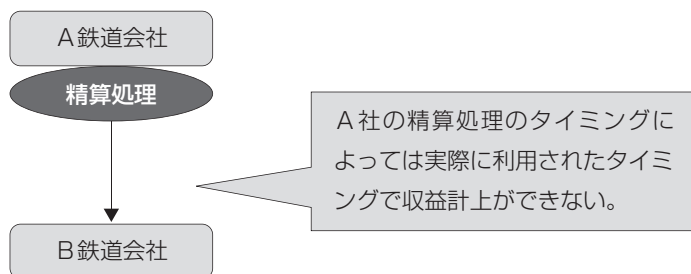 A鉄道会社
精算処理
A社の精算処理のタイミングに
よっては実際に利用されたタイミ
ングで収益計上ができない。
B鉄道会社